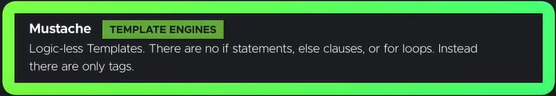 Mustache TEMPLATE ENGINES
Logic-less Templates. There are no if statements, else clauses, or for loops. Instead
there are only tags.